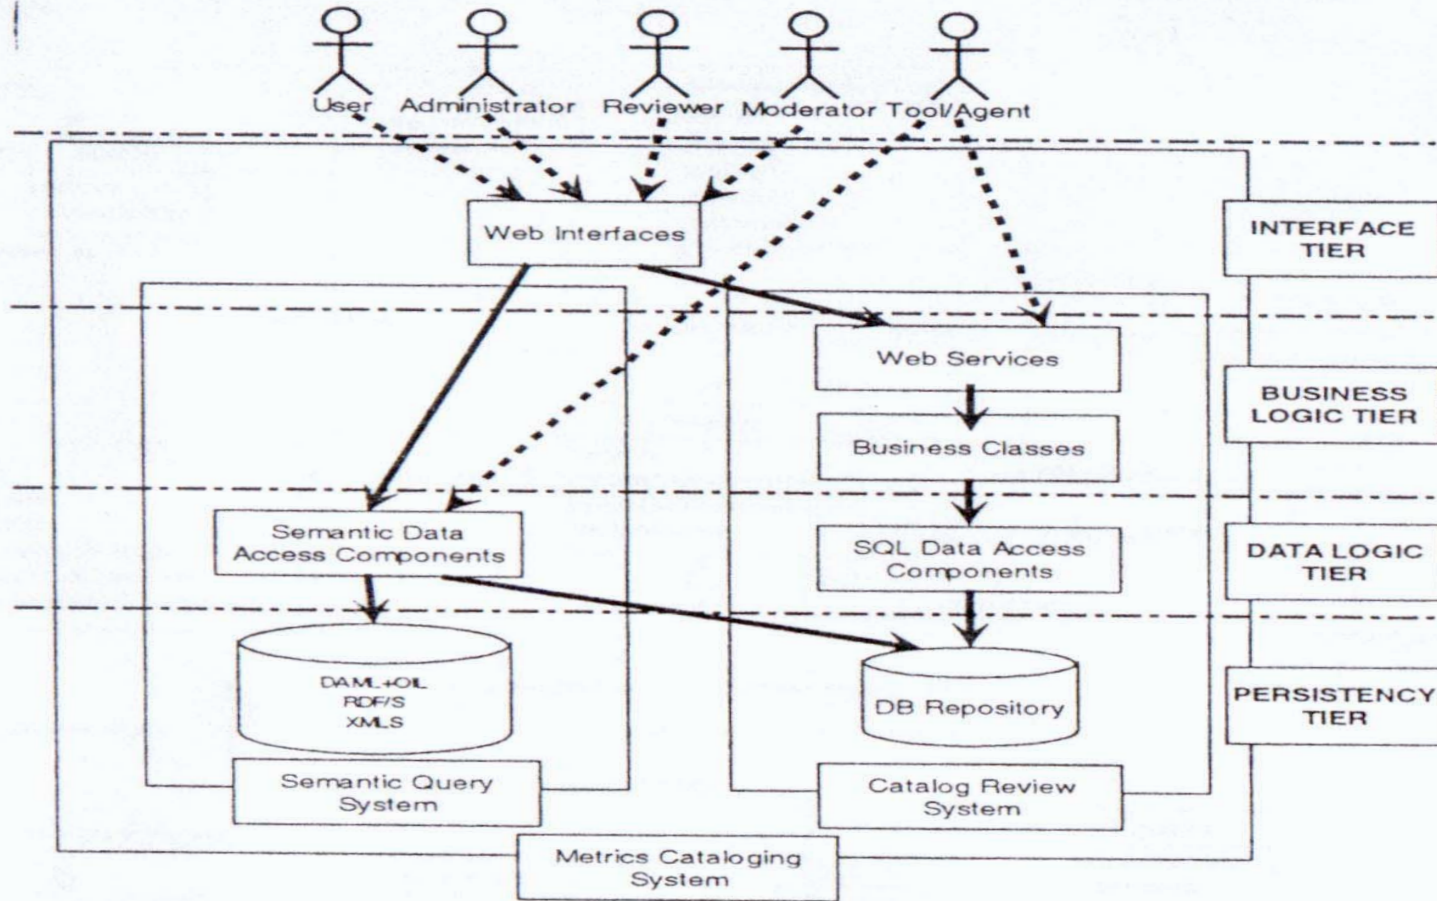 User Administrator Reviewer Moderator Tool/Agent
Web Interfaces
INTERFACE
TIER
Web Services
Business Classes
BUSINESS
LOGIC TIER
Semantic Data
Access Components
SQL Data Access
Components
DATA LOGIC
TIER
DAML+OIL
RDF/S
XMLS
DB Repository
PERSISTENCY
TIER
Semantic Query
System
Catalog Review
System
Metrics Cataloging
System